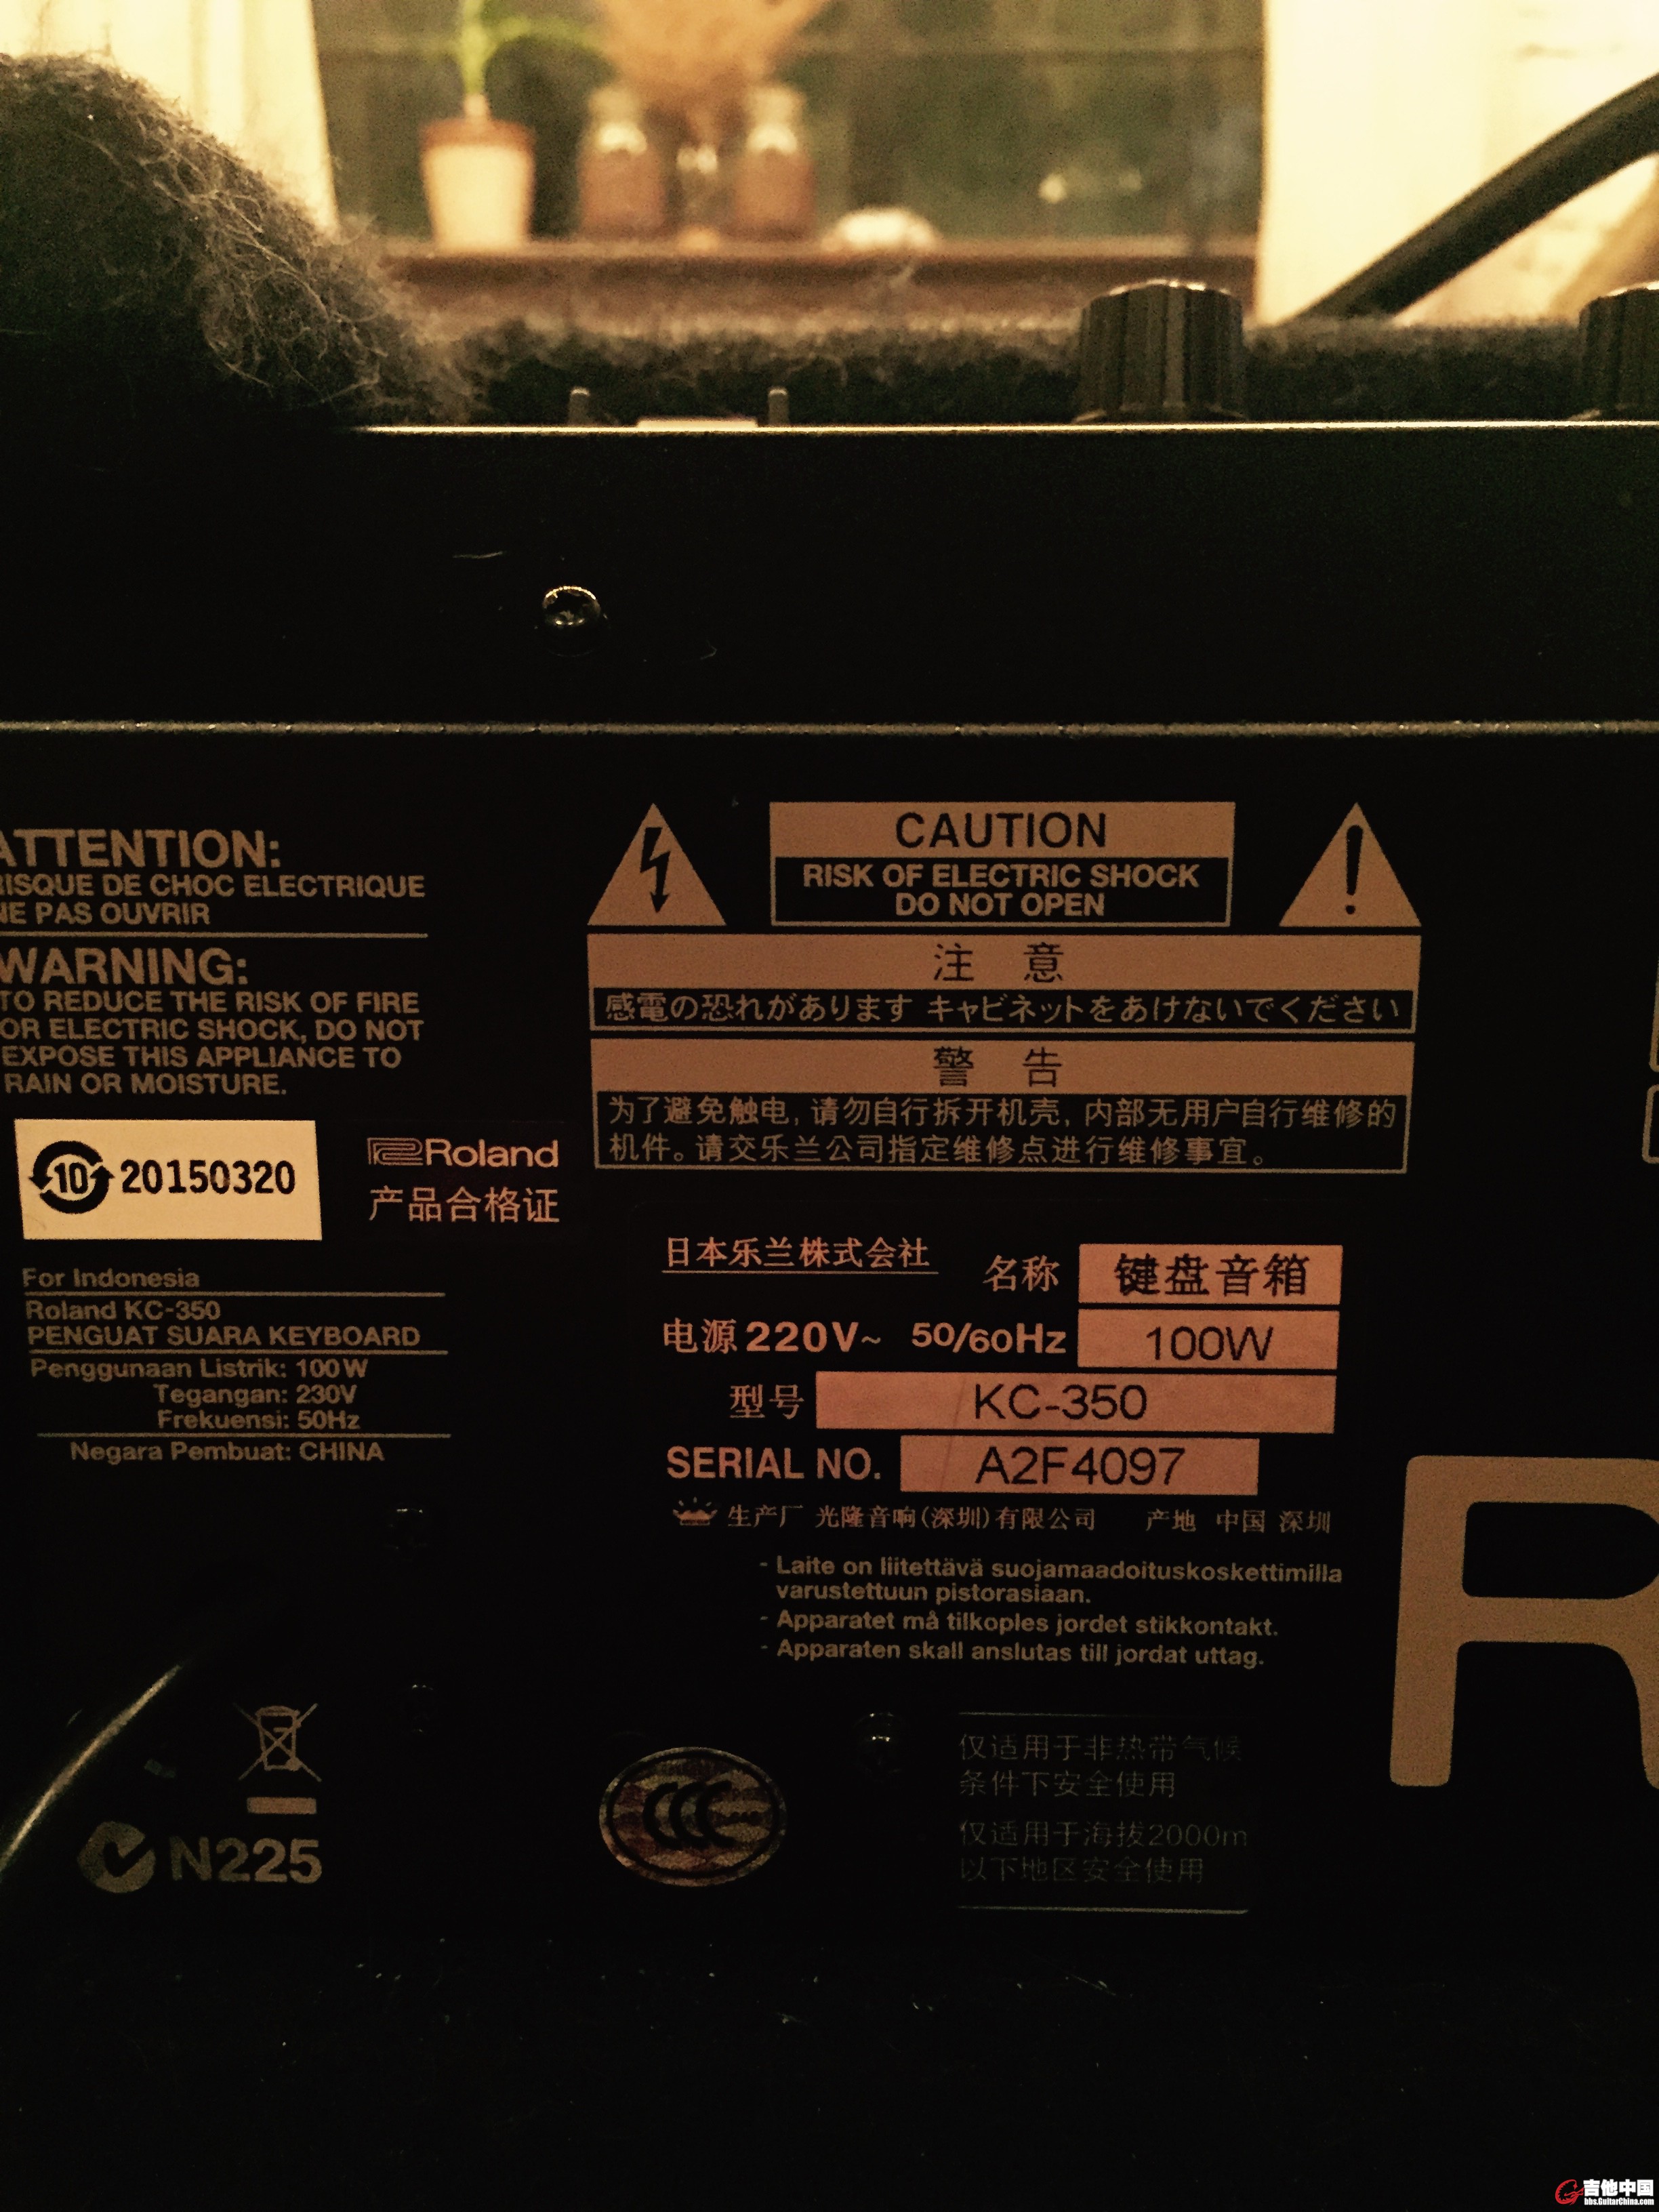 ATTENTION:
RISQUE DE CHOC ELECTRIQUE
NE PAS OUVRIR
WARNING:
TO REDUCE THE RISK OF FIRE
OR ELECTRIC SHOCK, DO NOT
EXPOSE THIS APPLIANCE TO
RAIN OR MOISTURE.
10 20150320
Roland
产品合格证
For Indonesia
Roland KC-350
PENGUAT SUARA KEYBOARD
Penggunaan Listrik: 100W
Tegangan: 230V
Frekuensi: 50Hz
Negara Pembuat: CHINA
CAUTION
RISK OF ELECTRIC SHOCK
DO NOT OPEN
注 意
感電の恐れがあります キャビネットをあけないでください
警 告
为了避免触电, 请勿自行拆开机壳, 内部无用户自行维修的
机件。请交乐兰公司指定维修点进行维修事宜。
日本乐兰株式会社
名称 键盘音箱
电源 220V~ 50/60Hz 100W
型号 KC-350
SERIAL NO. A2F4097
生产厂 光隆音响(深圳)有限公司 产地 中国 深圳
- Laite on liitettävä suojamaadoituskoskettimilla
varustettuun pistorasiaan.
- Apparatet må tilkoples jordet stikkontakt.
- Apparaten skall anslutas till jordat uttag.
N225
CCC
仅适用于非热带气候
条件下安全使用
仅适用于海拔2000m
以下地区安全使用
R
吉他中国
bbs.GuitarChina.com